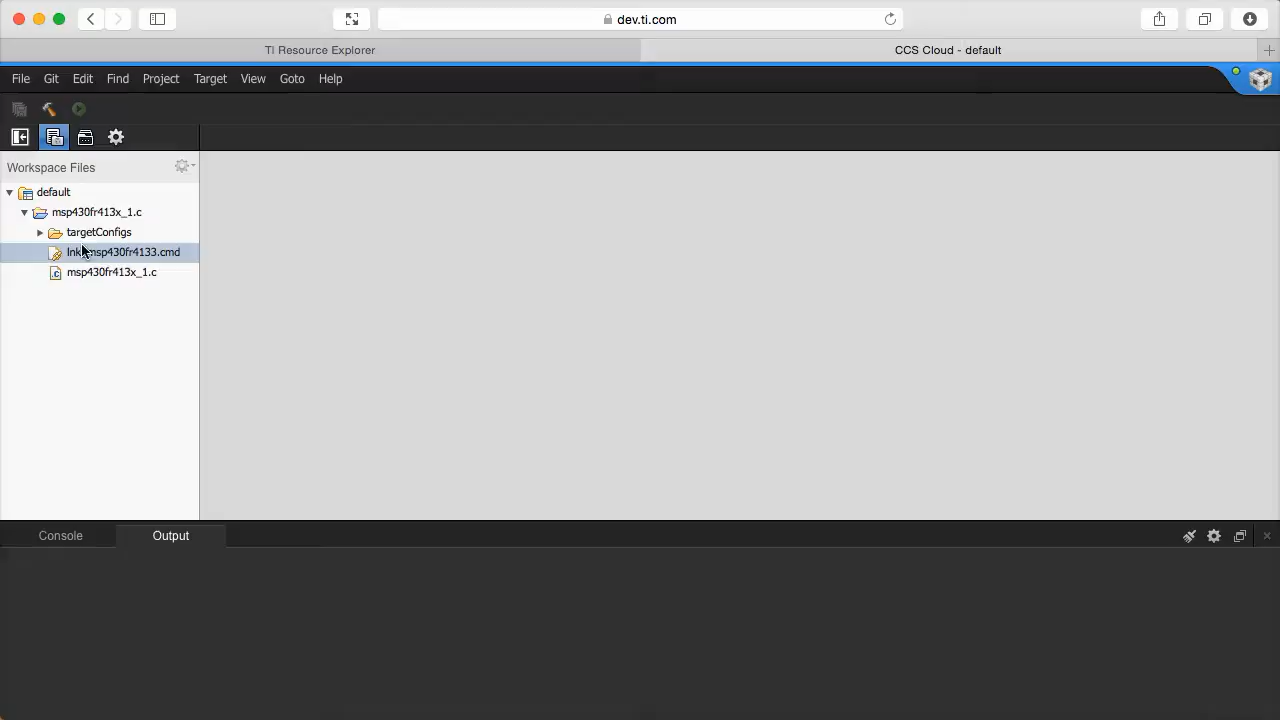 dev.ti.com
TI Resource Explorer
CCS Cloud - default
File Git Edit Find Project Target View Goto Help
Workspace Files
default
msp430fr413x_1.c
targetConfigs
lnk_msp430fr4133.cmd
msp430fr413x_1.c
Console
Output